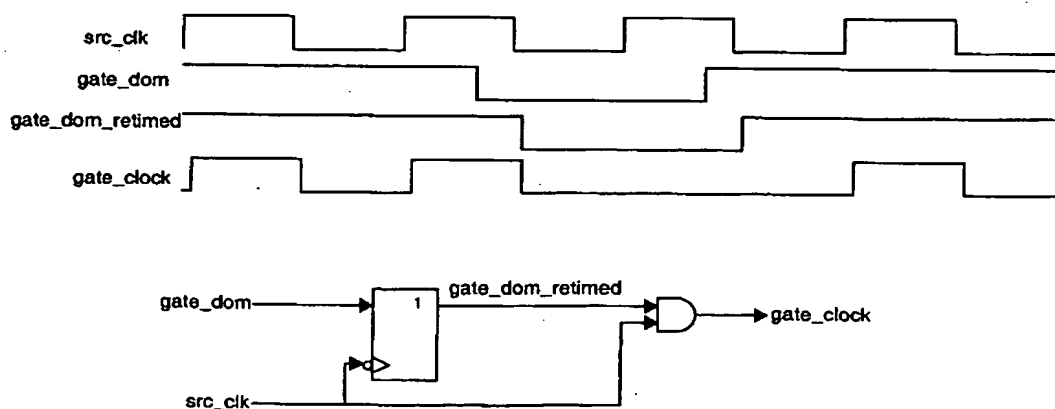 src_clk
gate_dom
gate_dom_retimed
gate_clock
gate_dom
1
gate_dom_retimed
gate_clock
src_clk